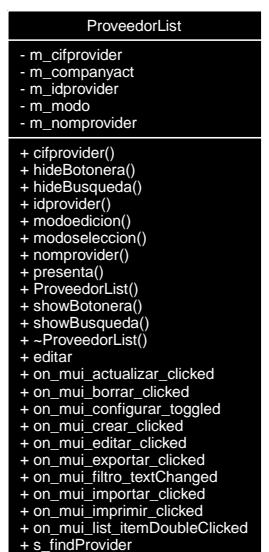 ProveedorList
- m_cifprovider
- m_companyact
- m_idprovider
- m_modo
- m_nomprovider
+ cifprovider()
+ hideBotonera()
+ hideBusqueda()
+ idprovider()
+ modoedicion()
+ modoseleccion()
+ nomprovider()
+ presenta()
+ ProveedorList()
+ showBotonera()
+ showBusqueda()
+ ~ProveedorList()
+ editar
+ on_mui_actualizar_clicked
+ on_mui_borrar_clicked
+ on_mui_configurar_toggled
+ on_mui_crear_clicked
+ on_mui_editar_clicked
+ on_mui_exportar_clicked
+ on_mui_filtro_textChanged
+ on_mui_importar_clicked
+ on_mui_imprimir_clicked
+ on_mui_list_itemDoubleClicked
+ s_findProvider